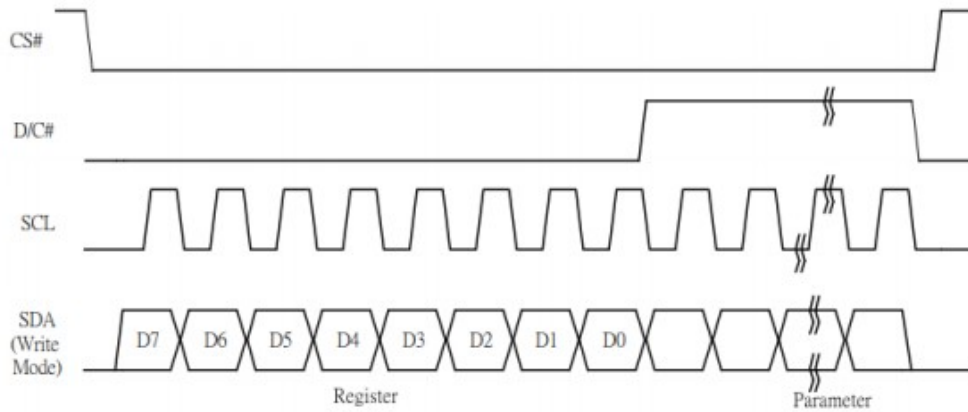 CS#
D/C#
SCL
SDA
(Write
Mode)
D7 D6 D5 D4 D3 D2 D1 D0
Register
Parameter